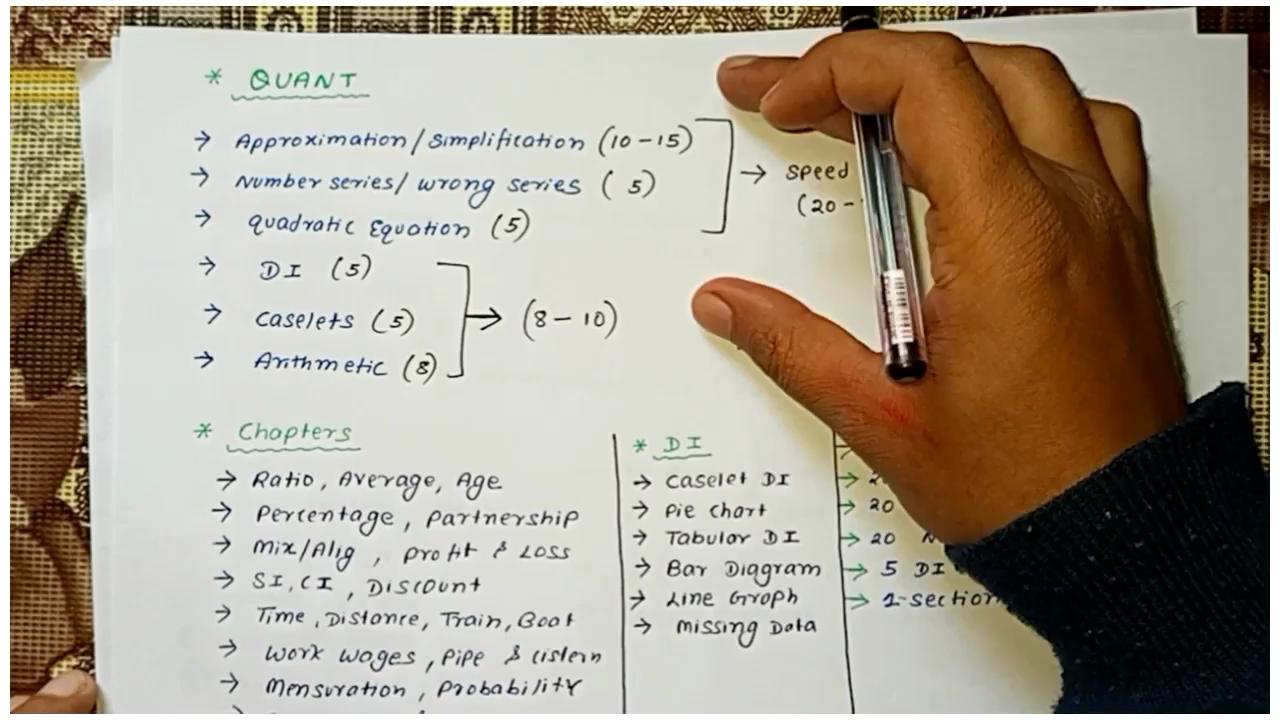 * QUANT
→ Approximation/Simplification (10-15)
→ Number series/wrong series (5)
→ quadratic Equation (5)
→ speed
(20-
→ DI (5)
→ caselets (5)
→ Arithmetic (8)
→ (8-10)
* Chapters
→ Ratio, Average, Age
→ Percentage, Partnership
→ Mix/Alig, Profit & Loss
→ SI, CI, Discount
→ Time, Distance, Train, Boat
→ Work wages, Pipe & cistern
→ Mensuration, Probability
* DI
→ Caselet DI
→ Pie Chart
→ Tabular DI
→ Bar Diagram
→ Line Graph
→ Missing Data
→ 20
→ 20
→ 5 DI
→ 1-section